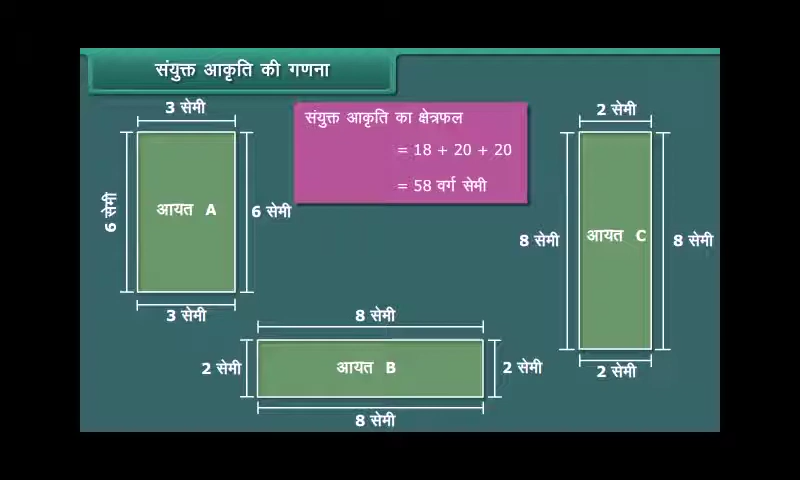 संयुक्त आकृति की गणना
3 सेमी
संयुक्त आकृति का क्षेत्रफल
= 18 + 20 + 20
= 58 वर्ग सेमी
2 सेमी
6 सेमी
आयत A
6 सेमी
3 सेमी
8 सेमी
आयत C
8 सेमी
2 सेमी
8 सेमी
2 सेमी
आयत B
2 सेमी
8 सेमी